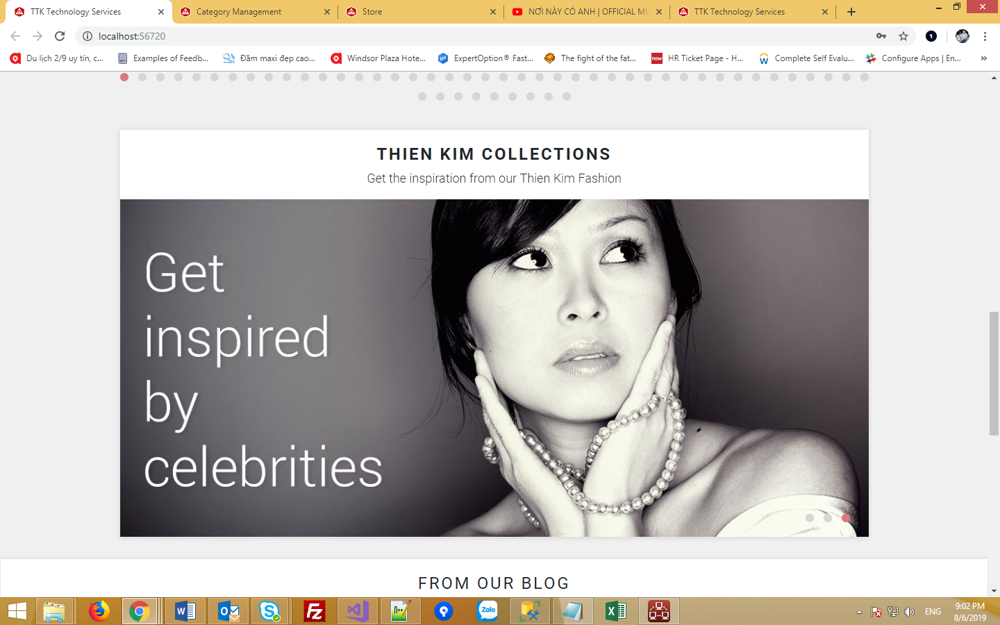 TTK Technology Services
Category Management
Store
NƠI NÀY CÓ ANH | OFFICIAL MU
TTK Technology Services
localhost:56720
Du lịch 2/9 uy tín, c...
Examples of Feedb...
Đầm maxi đẹp cao...
Windsor Plaza Hote...
ExpertOption® Fast...
The fight of the fat...
now
HR Ticket Page - H...
Complete Self Evalu...
Configure Apps | En...
»
THIEN KIM COLLECTIONS
Get the inspiration from our Thien Kim Fashion
Get
inspired
by
celebrities
FROM OUR BLOG
Zalo
ENG
9:02 PM
8/6/2019